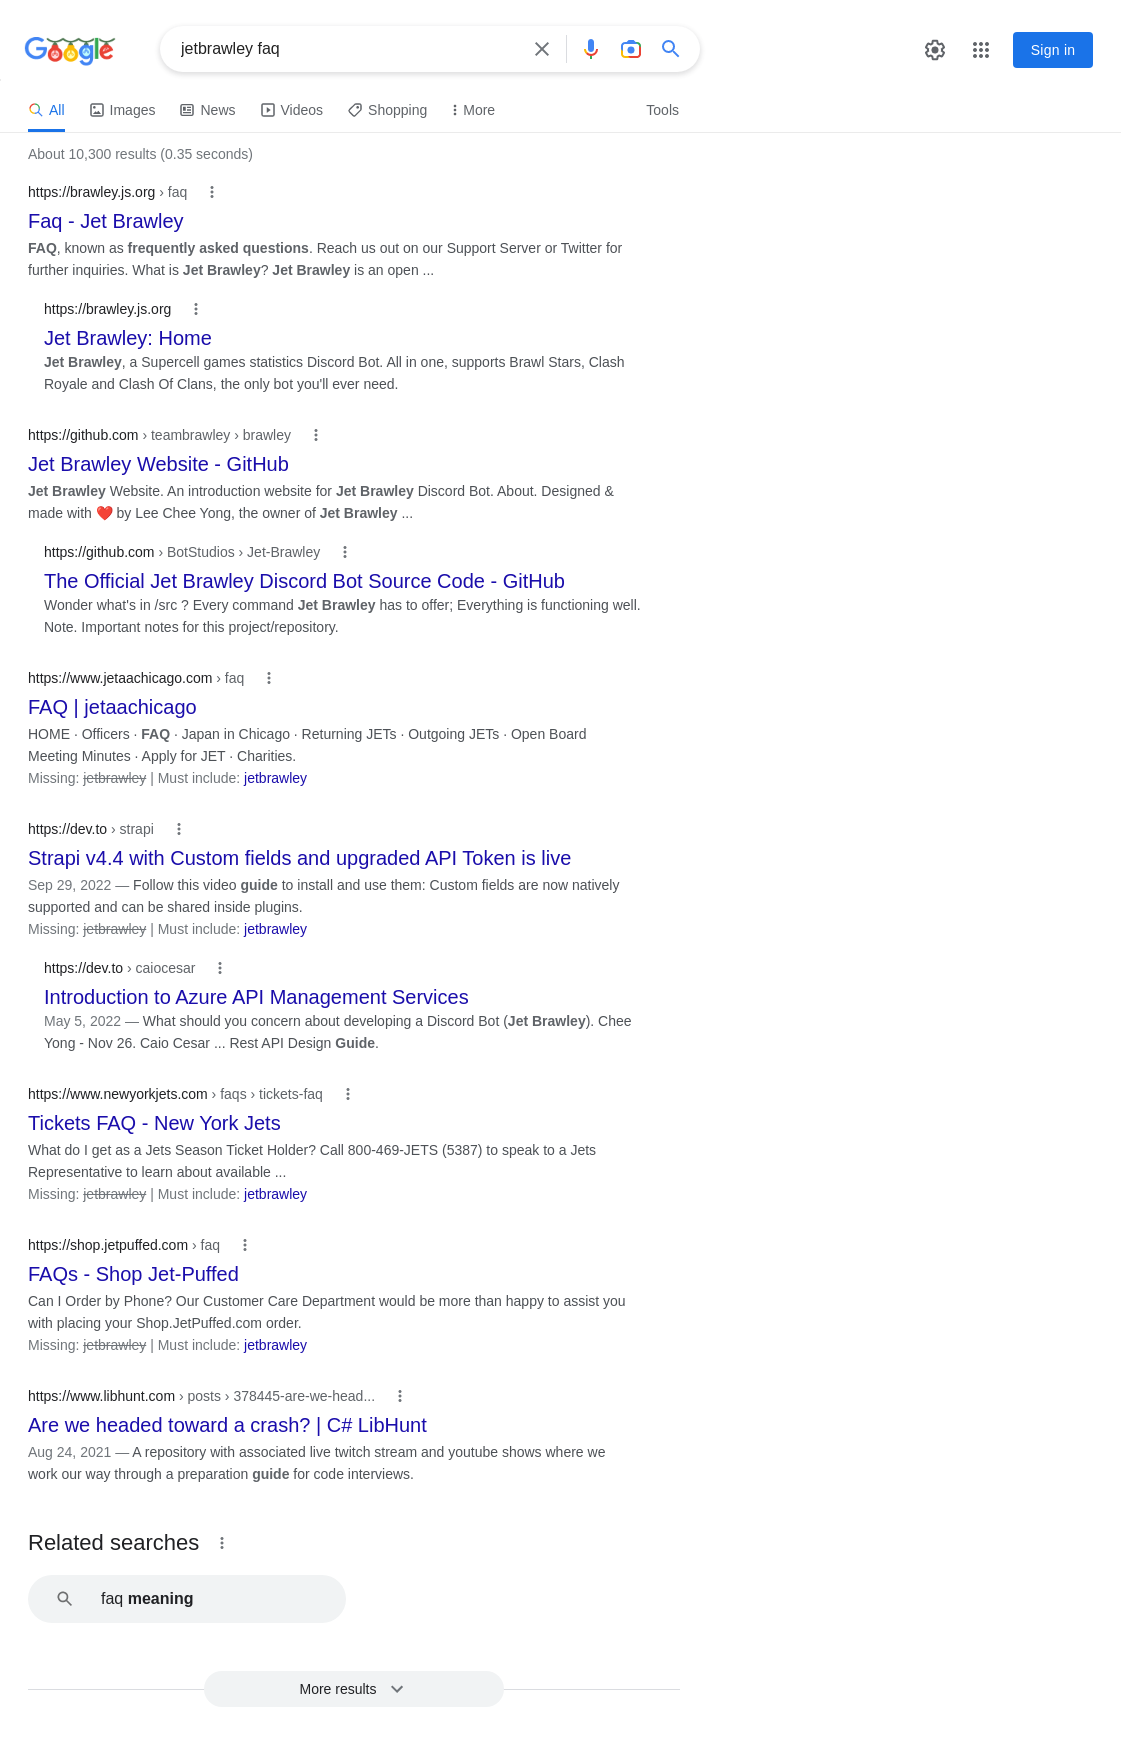 Google
jetbrawley faq
Sign in
All Images News Videos Shopping More Tools
About 10,300 results (0.35 seconds)
https://brawley.js.org › faq
Faq - Jet Brawley
FAQ, known as frequently asked questions. Reach us out on our Support Server or Twitter for
further inquiries. What is Jet Brawley? Jet Brawley is an open ...
https://brawley.js.org
Jet Brawley: Home
Jet Brawley, a Supercell games statistics Discord Bot. All in one, supports Brawl Stars, Clash
Royale and Clash Of Clans, the only bot you'll ever need.
https://github.com › teambrawley › brawley
Jet Brawley Website - GitHub
Jet Brawley Website. An introduction website for Jet Brawley Discord Bot. About. Designed &
made with ❤️ by Lee Chee Yong, the owner of Jet Brawley ...
https://github.com › BotStudios › Jet-Brawley
The Official Jet Brawley Discord Bot Source Code - GitHub
Wonder what's in /src ? Every command Jet Brawley has to offer; Everything is functioning well.
Note. Important notes for this project/repository.
https://www.jetaachicago.com › faq
FAQ | jetaachicago
HOME · Officers · FAQ · Japan in Chicago · Returning JETs · Outgoing JETs · Open Board
Meeting Minutes · Apply for JET · Charities.
Missing: jetbrawley | Must include: jetbrawley
https://dev.to › strapi
Strapi v4.4 with Custom fields and upgraded API Token is live
Sep 29, 2022 — Follow this video guide to install and use them: Custom fields are now natively
supported and can be shared inside plugins.
Missing: jetbrawley | Must include: jetbrawley
https://dev.to › caiocesar
Introduction to Azure API Management Services
May 5, 2022 — What should you concern about developing a Discord Bot (Jet Brawley). Chee
Yong - Nov 26. Caio Cesar ... Rest API Design Guide.
https://www.newyorkjets.com › faqs › tickets-faq
Tickets FAQ - New York Jets
What do I get as a Jets Season Ticket Holder? Call 800-469-JETS (5387) to speak to a Jets
Representative to learn about available ...
Missing: jetbrawley | Must include: jetbrawley
https://shop.jetpuffed.com › faq
FAQs - Shop Jet-Puffed
Can I Order by Phone? Our Customer Care Department would be more than happy to assist you
with placing your Shop.JetPuffed.com order.
Missing: jetbrawley | Must include: jetbrawley
https://www.libhunt.com › posts › 378445-are-we-head...
Are we headed toward a crash? | C# LibHunt
Aug 24, 2021 — A repository with associated live twitch stream and youtube shows where we
work our way through a preparation guide for code interviews.
Related searches
faq meaning
More results